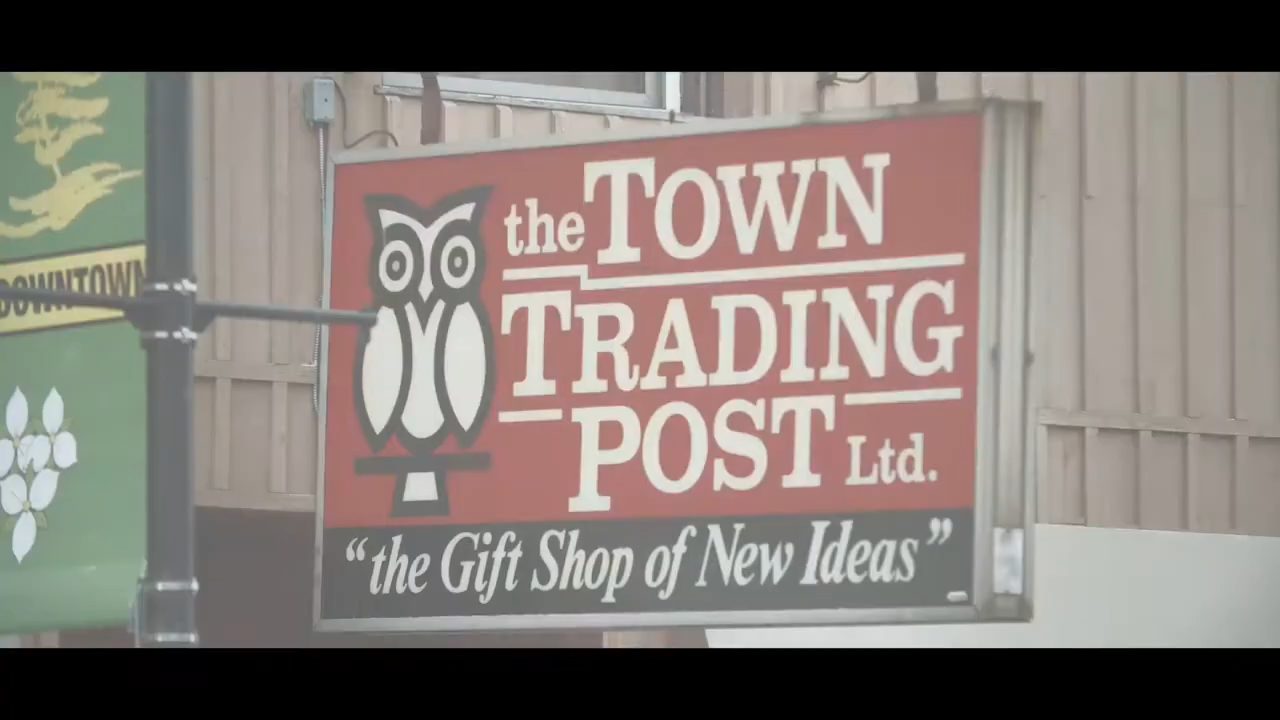 DOWNTOWN
the TOWN
TRADING
POST Ltd.
“the Gift Shop of New Ideas”